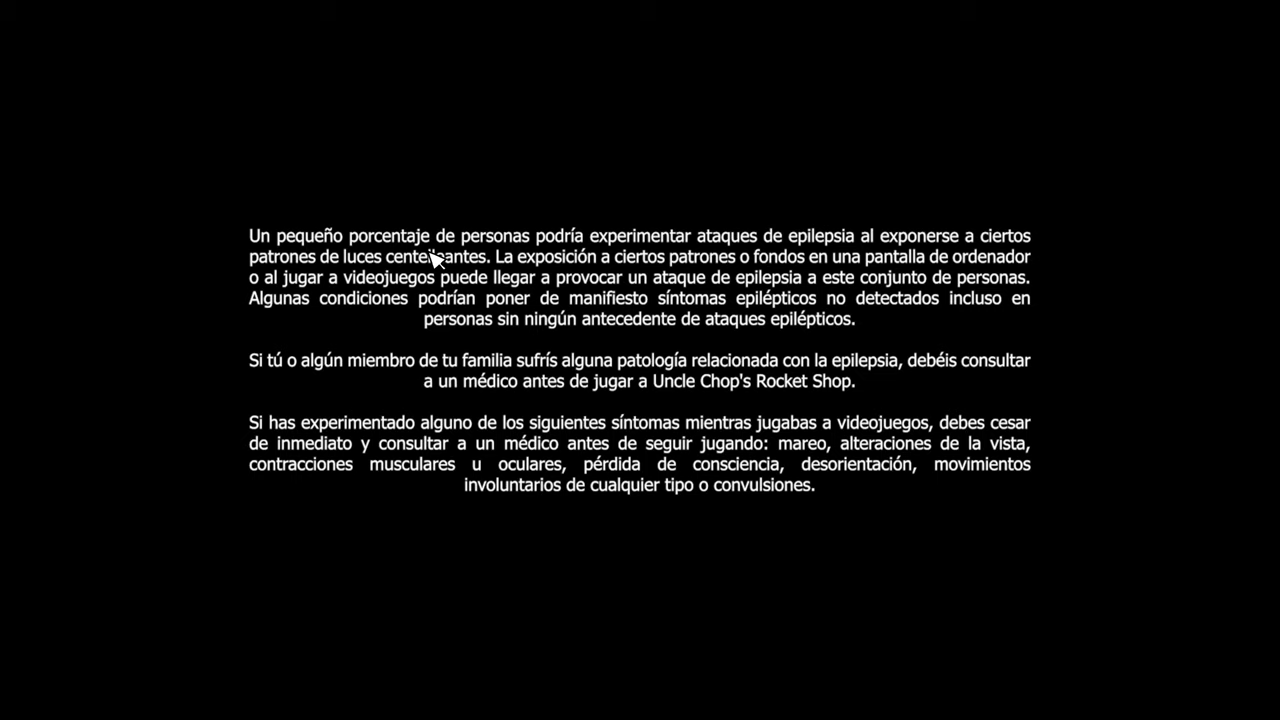 Un pequeño porcentaje de personas podría experimentar ataques de epilepsia al exponerse a ciertos
patrones de luces centelleantes. La exposición a ciertos patrones o fondos en una pantalla de ordenador
o al jugar a videojuegos puede llegar a provocar un ataque de epilepsia a este conjunto de personas.
Algunas condiciones podrían poner de manifiesto síntomas epilépticos no detectados incluso en
personas sin ningún antecedente de ataques epilépticos.
Si tú o algún miembro de tu familia sufrís alguna patología relacionada con la epilepsia, debéis consultar
a un médico antes de jugar a Uncle Chop's Rocket Shop.
Si has experimentado alguno de los siguientes síntomas mientras jugabas a videojuegos, debes cesar
de inmediato y consultar a un médico antes de seguir jugando: mareo, alteraciones de la vista,
contracciones musculares u oculares, pérdida de consciencia, desorientación, movimientos
involuntarios de cualquier tipo o convulsiones.